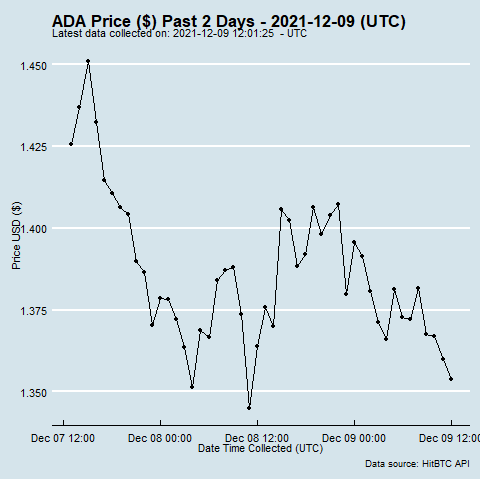 ADA Price ($) Past 2 Days - 2021-12-09 (UTC)
Latest data collected on: 2021-12-09 12:01:25  - UTC
1.450
1.425
1.400
1.375
1.350
Price USD ($)
Dec 07 12:00 Dec 08 00:00 Dec 08 12:00 Dec 09 00:00 Dec 09 12:00
Date Time Collected (UTC)
Data source: HitBTC API